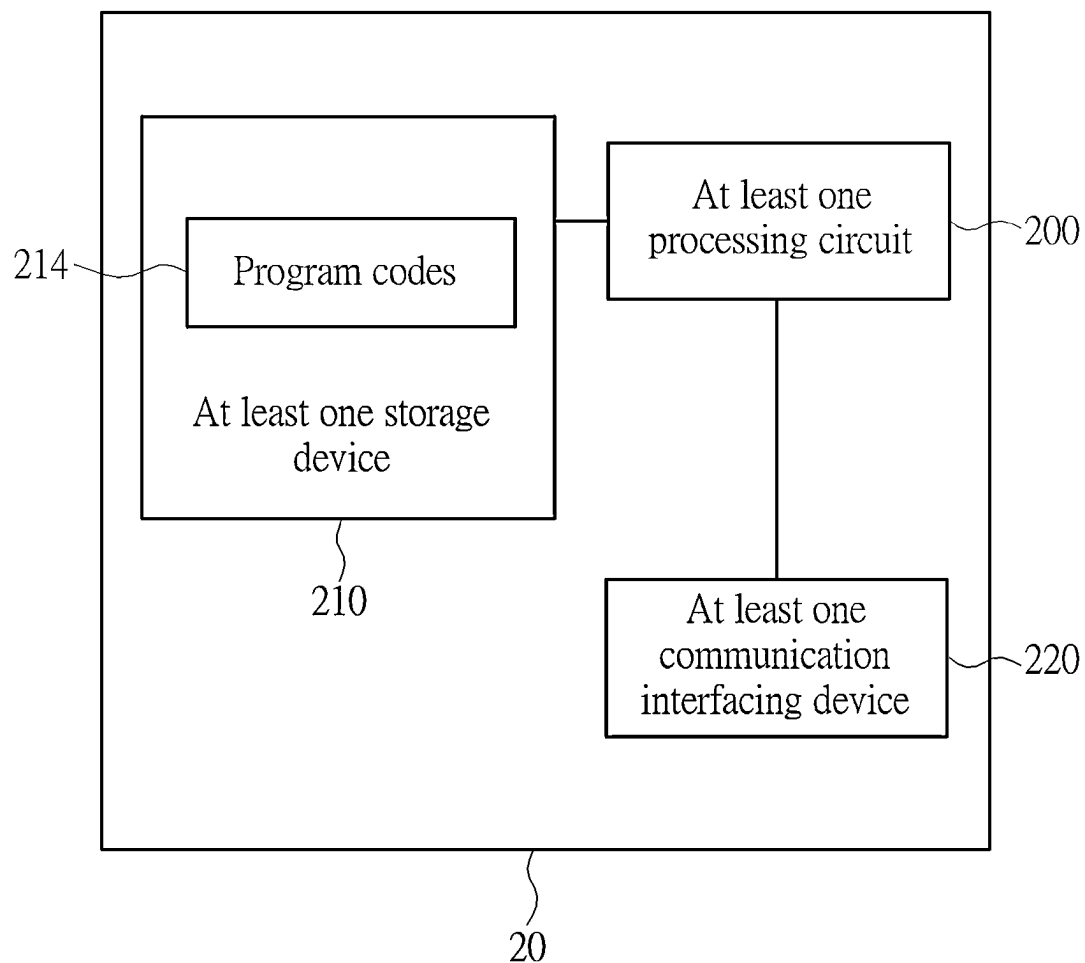 At least one
processing circuit
200
214
Program codes
At least one storage
device
210
At least one
communication
interfacing device
220
20